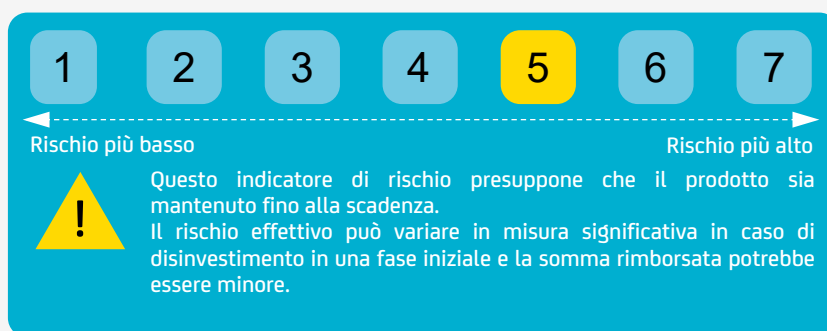 1 2 3 4 5 6 7
Rischio più basso Rischio più alto
!
Questo indicatore di rischio presuppone che il prodotto sia
mantenuto fino alla scadenza.
Il rischio effettivo può variare in misura significativa in caso di
disinvestimento in una fase iniziale e la somma rimborsata potrebbe
essere minore.